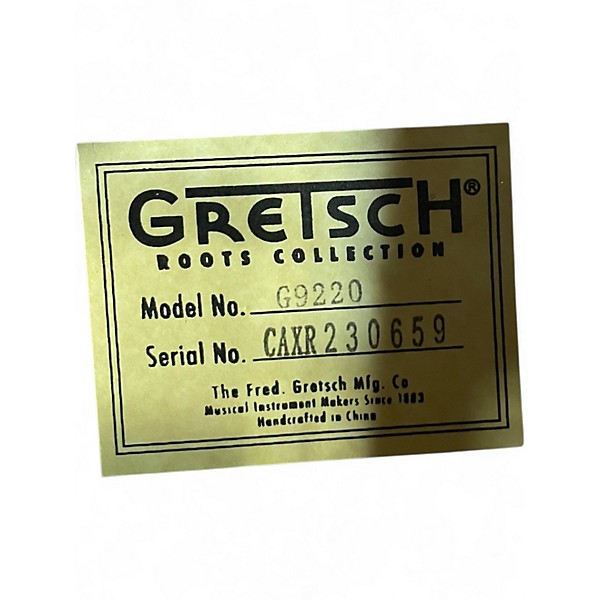 GRETSCH®
ROOTS COLLECTION
Model No. G9220
Serial No. CAXR230659
The Fred. Gretsch Mfg. Co
Musical Instrument Makers Since 1883
Handcrafted in China